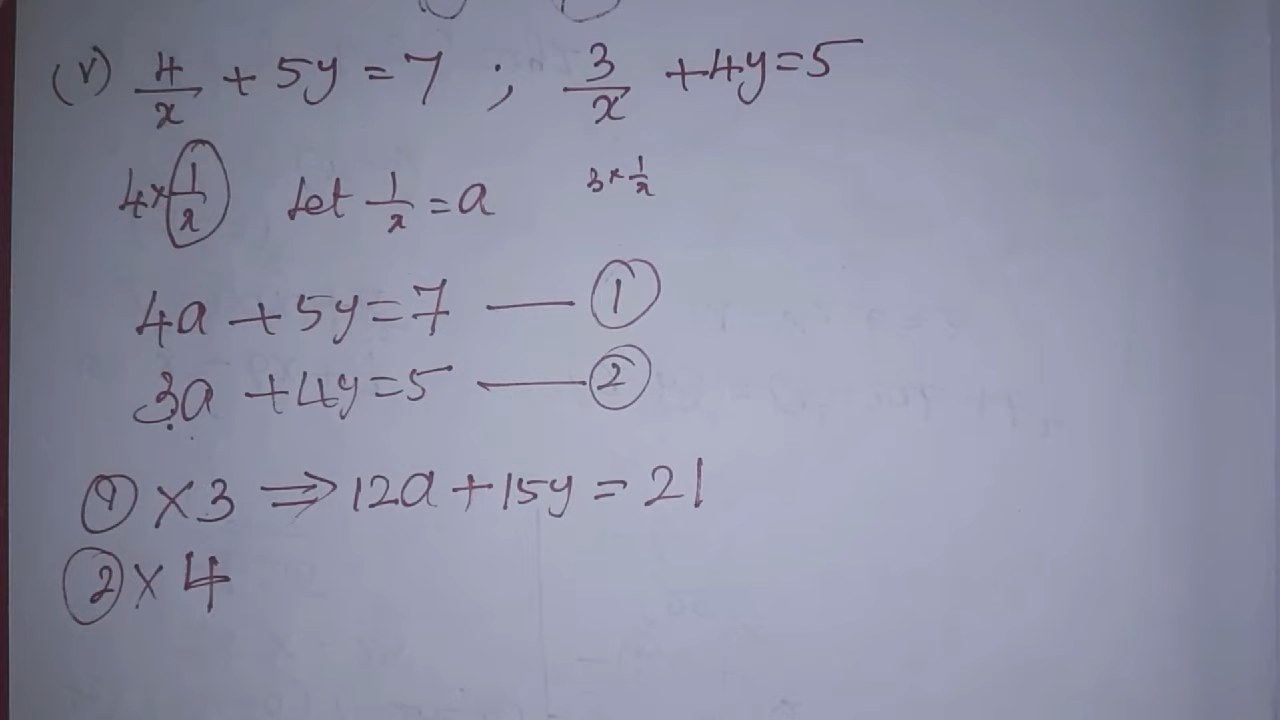 (v) 4/x + 5y = 7 ; 3/x + 4y = 5
4 × 1/x Let 1/x = a 3 × 1/x
4a + 5y = 7 — ①
3a + 4y = 5 — ②
① × 3 ⇒ 12a + 15y = 21
② × 4